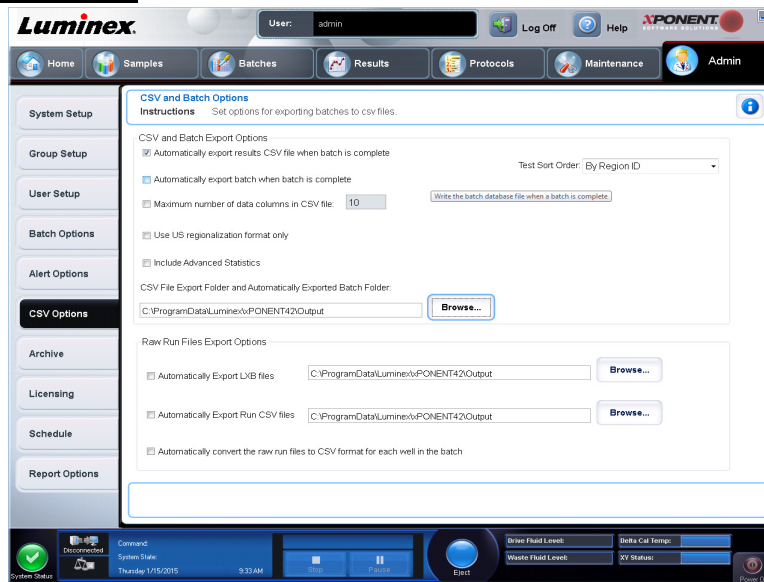 Luminex.
User: admin
Log Off
Help
XPONENT.
SOFTWARE SOLUTIONS
Home
Samples
Batches
Results
Protocols
Maintenance
Admin
System Setup
Group Setup
User Setup
Batch Options
Alert Options
CSV Options
Archive
Licensing
Schedule
Report Options
CSV and Batch Options
Instructions Set options for exporting batches to csv files.
CSV and Batch Export Options
Automatically export results CSV file when batch is complete
Test Sort Order: By Region ID
Automatically export batch when batch is complete
Write the batch database file when a batch is complete
Maximum number of data columns in CSV file: 10
Use US regionalization format only
Include Advanced Statistics
CSV File Export Folder and Automatically Exported Batch Folder:
C:\ProgramData\Luminex\xPONENT42\Output Browse...
Raw Run Files Export Options
Automatically Export LXB files C:\ProgramData\Luminex\xPONENT42\Output Browse...
Automatically Export Run CSV files C:\ProgramData\Luminex\xPONENT42\Output Browse...
Automatically convert the raw run files to CSV format for each well in the batch
System Status
Disconnected
Command:
System State:
Thursday 1/15/2015 9:33 AM
Stop
Pause
Eject
Drive Fluid Level:
Delta Cal Temp:
Waste Fluid Level:
XY Status: